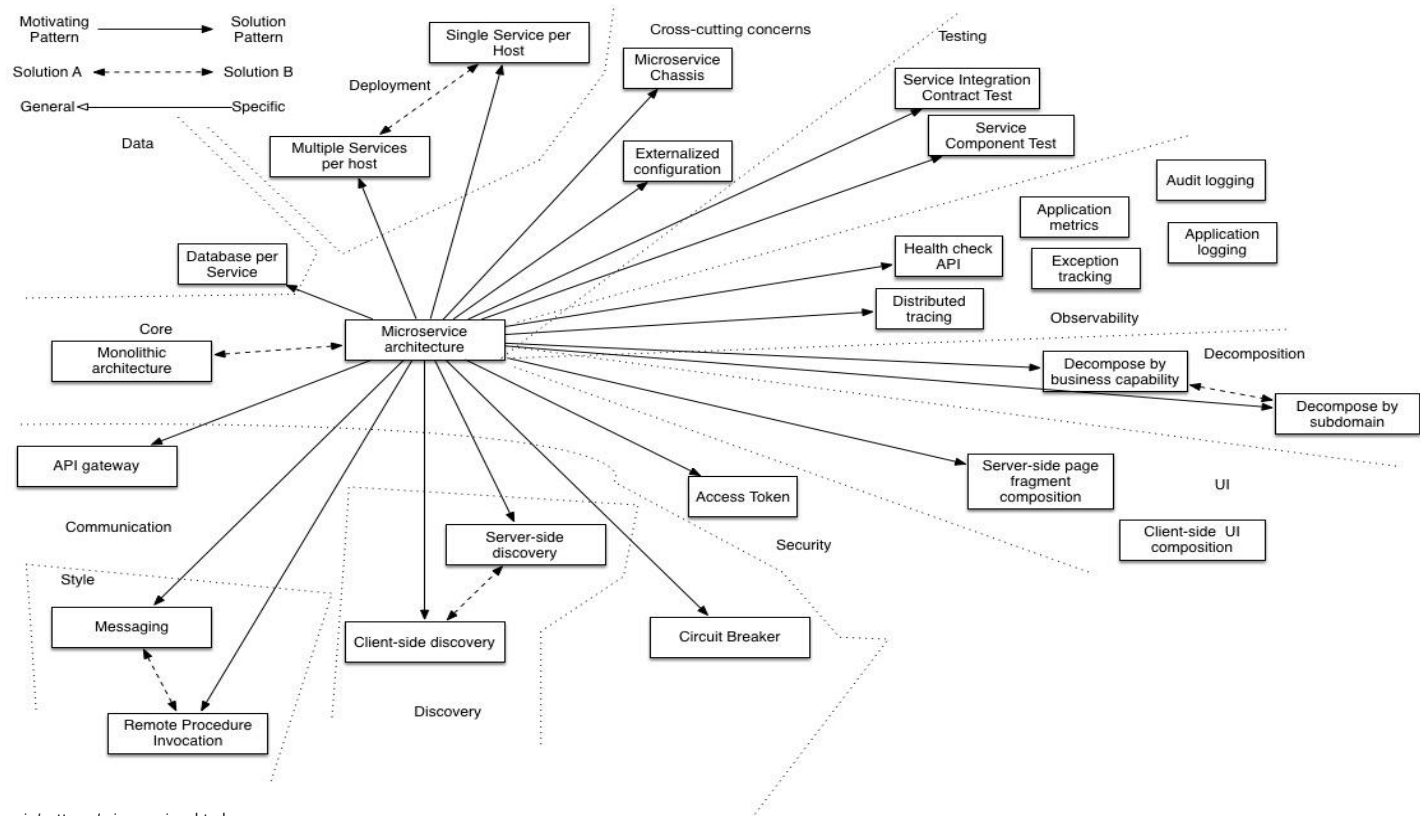 Motivating
Pattern
Solution
Pattern
Solution A
Solution B
General
Specific
Data
Deployment
Single Service per
Host
Multiple Services
per host
Cross-cutting concerns
Microservice
Chassis
Externalized
configuration
Testing
Service Integration
Contract Test
Service
Component Test
Audit logging
Application
metrics
Application
logging
Health check
API
Exception
tracking
Distributed
tracing
Observability
Database per
Service
Core
Monolithic
architecture
Microservice
architecture
Decomposition
Decompose by
business capability
Decompose by
subdomain
API gateway
Access Token
Server-side page
fragment
composition
UI
Client-side UI
composition
Communication
Server-side
discovery
Security
Style
Messaging
Client-side discovery
Circuit Breaker
Remote Procedure
Invocation
Discovery